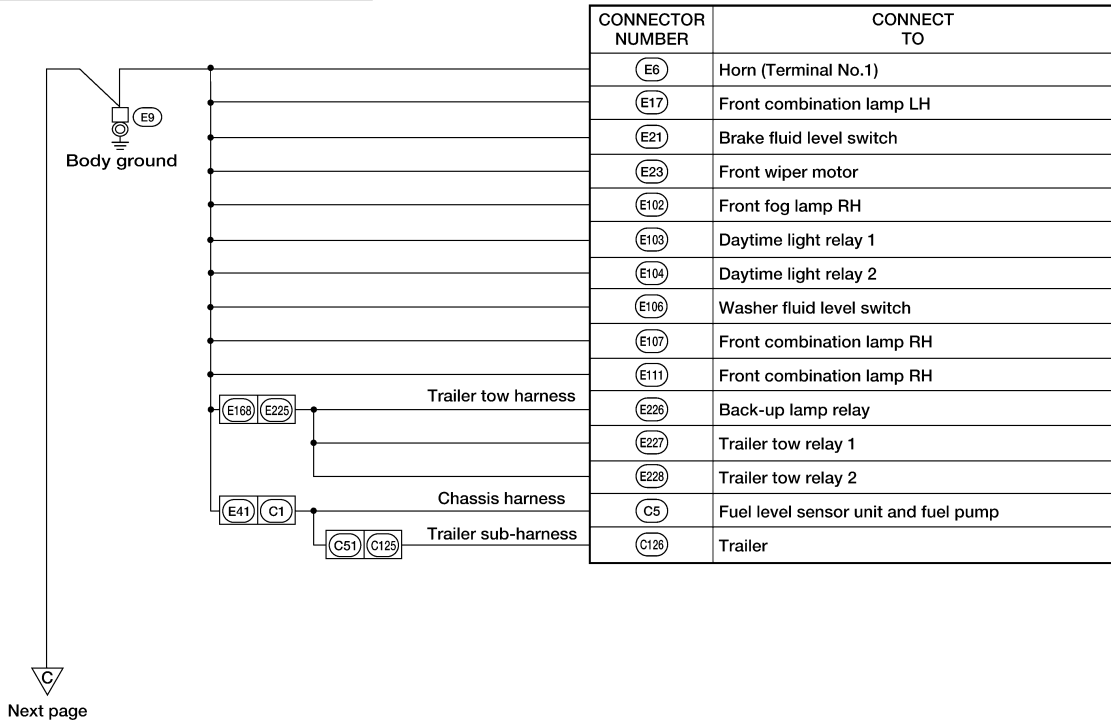 CONNECTOR NUMBER
CONNECT TO
E6 Horn (Terminal No.1)
E17 Front combination lamp LH
E9
E21 Brake fluid level switch
Body ground
E23 Front wiper motor
E102 Front fog lamp RH
E103 Daytime light relay 1
E104 Daytime light relay 2
E106 Washer fluid level switch
E107 Front combination lamp RH
E111 Front combination lamp RH
Trailer tow harness
E168 E225
E226 Back-up lamp relay
E227 Trailer tow relay 1
E228 Trailer tow relay 2
Chassis harness
E41 C1
C5 Fuel level sensor unit and fuel pump
Trailer sub-harness
C51 C125
C126 Trailer
C
Next page